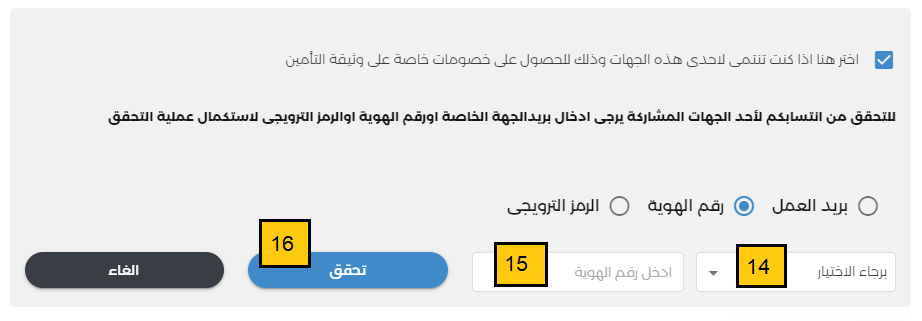 اختر هنا اذا كنت تنتمي لاحدى هذه الجهات وذلك للحصول على خصومات خاصة على وثيقة التأمين
للتحقق من انتسابكم لأحد الجهات المشاركة يرجى ادخال بريدالجهة الخاصة اورقم الهوية اوالرمز الترويجى لاستكمال عملية التحقق
بريد العمل رقم الهوية الرمز الترويجى
16
برجاء الاختيار 14 ادخل رقم الهوية 15 تحقق الغاء